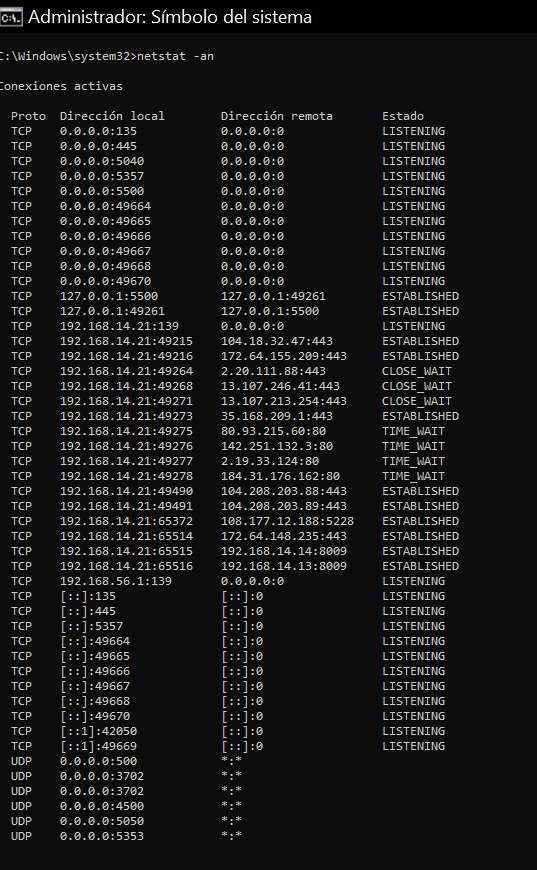 Administrador: Símbolo del sistema
C:\Windows\system32>netstat -an
Conexiones activas
Proto Dirección local Dirección remota Estado
TCP 0.0.0.0:135 0.0.0.0:0 LISTENING
TCP 0.0.0.0:445 0.0.0.0:0 LISTENING
TCP 0.0.0.0:5040 0.0.0.0:0 LISTENING
TCP 0.0.0.0:5357 0.0.0.0:0 LISTENING
TCP 0.0.0.0:5500 0.0.0.0:0 LISTENING
TCP 0.0.0.0:49664 0.0.0.0:0 LISTENING
TCP 0.0.0.0:49665 0.0.0.0:0 LISTENING
TCP 0.0.0.0:49666 0.0.0.0:0 LISTENING
TCP 0.0.0.0:49667 0.0.0.0:0 LISTENING
TCP 0.0.0.0:49668 0.0.0.0:0 LISTENING
TCP 0.0.0.0:49670 0.0.0.0:0 LISTENING
TCP 127.0.0.1:5500 127.0.0.1:49261 ESTABLISHED
TCP 127.0.0.1:49261 127.0.0.1:5500 ESTABLISHED
TCP 192.168.14.21:139 0.0.0.0:0 LISTENING
TCP 192.168.14.21:49215 104.18.32.47:443 ESTABLISHED
TCP 192.168.14.21:49216 172.64.155.209:443 ESTABLISHED
TCP 192.168.14.21:49264 2.20.111.88:443 CLOSE_WAIT
TCP 192.168.14.21:49268 13.107.246.41:443 CLOSE_WAIT
TCP 192.168.14.21:49271 13.107.213.254:443 CLOSE_WAIT
TCP 192.168.14.21:49273 35.168.209.1:443 ESTABLISHED
TCP 192.168.14.21:49275 80.93.215.60:80 TIME_WAIT
TCP 192.168.14.21:49276 142.251.132.3:80 TIME_WAIT
TCP 192.168.14.21:49277 2.19.33.124:80 TIME_WAIT
TCP 192.168.14.21:49278 184.31.176.162:80 TIME_WAIT
TCP 192.168.14.21:49490 104.208.203.88:443 ESTABLISHED
TCP 192.168.14.21:49491 104.208.203.89:443 ESTABLISHED
TCP 192.168.14.21:65372 108.177.12.188:5228 ESTABLISHED
TCP 192.168.14.21:65514 172.64.148.235:443 ESTABLISHED
TCP 192.168.14.21:65515 192.168.14.14:8009 ESTABLISHED
TCP 192.168.14.21:65516 192.168.14.13:8009 ESTABLISHED
TCP 192.168.56.1:139 0.0.0.0:0 LISTENING
TCP [::]:135 [::]:0 LISTENING
TCP [::]:445 [::]:0 LISTENING
TCP [::]:5357 [::]:0 LISTENING
TCP [::]:49664 [::]:0 LISTENING
TCP [::]:49665 [::]:0 LISTENING
TCP [::]:49666 [::]:0 LISTENING
TCP [::]:49667 [::]:0 LISTENING
TCP [::]:49668 [::]:0 LISTENING
TCP [::]:49670 [::]:0 LISTENING
TCP [::1]:42050 [::]:0 LISTENING
TCP [::1]:49669 [::]:0 LISTENING
UDP 0.0.0.0:500 *:*
UDP 0.0.0.0:3702 *:*
UDP 0.0.0.0:3702 *:*
UDP 0.0.0.0:4500 *:*
UDP 0.0.0.0:5050 *:*
UDP 0.0.0.0:5353 *:*